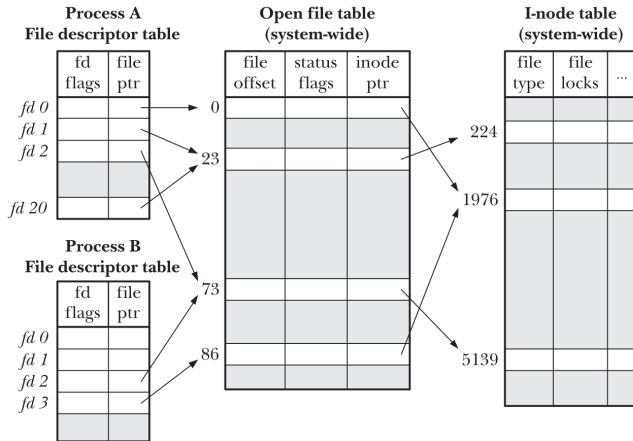 Process A
File descriptor table
fd
flags
file
ptr
fd 0
fd 1
fd 2
fd 20
Process B
File descriptor table
fd
flags
file
ptr
fd 0
fd 1
fd 2
fd 3
Open file table
(system-wide)
file
offset
status
flags
inode
ptr
0
23
73
86
I-node table
(system-wide)
file
type
file
locks
...
224
1976
5139